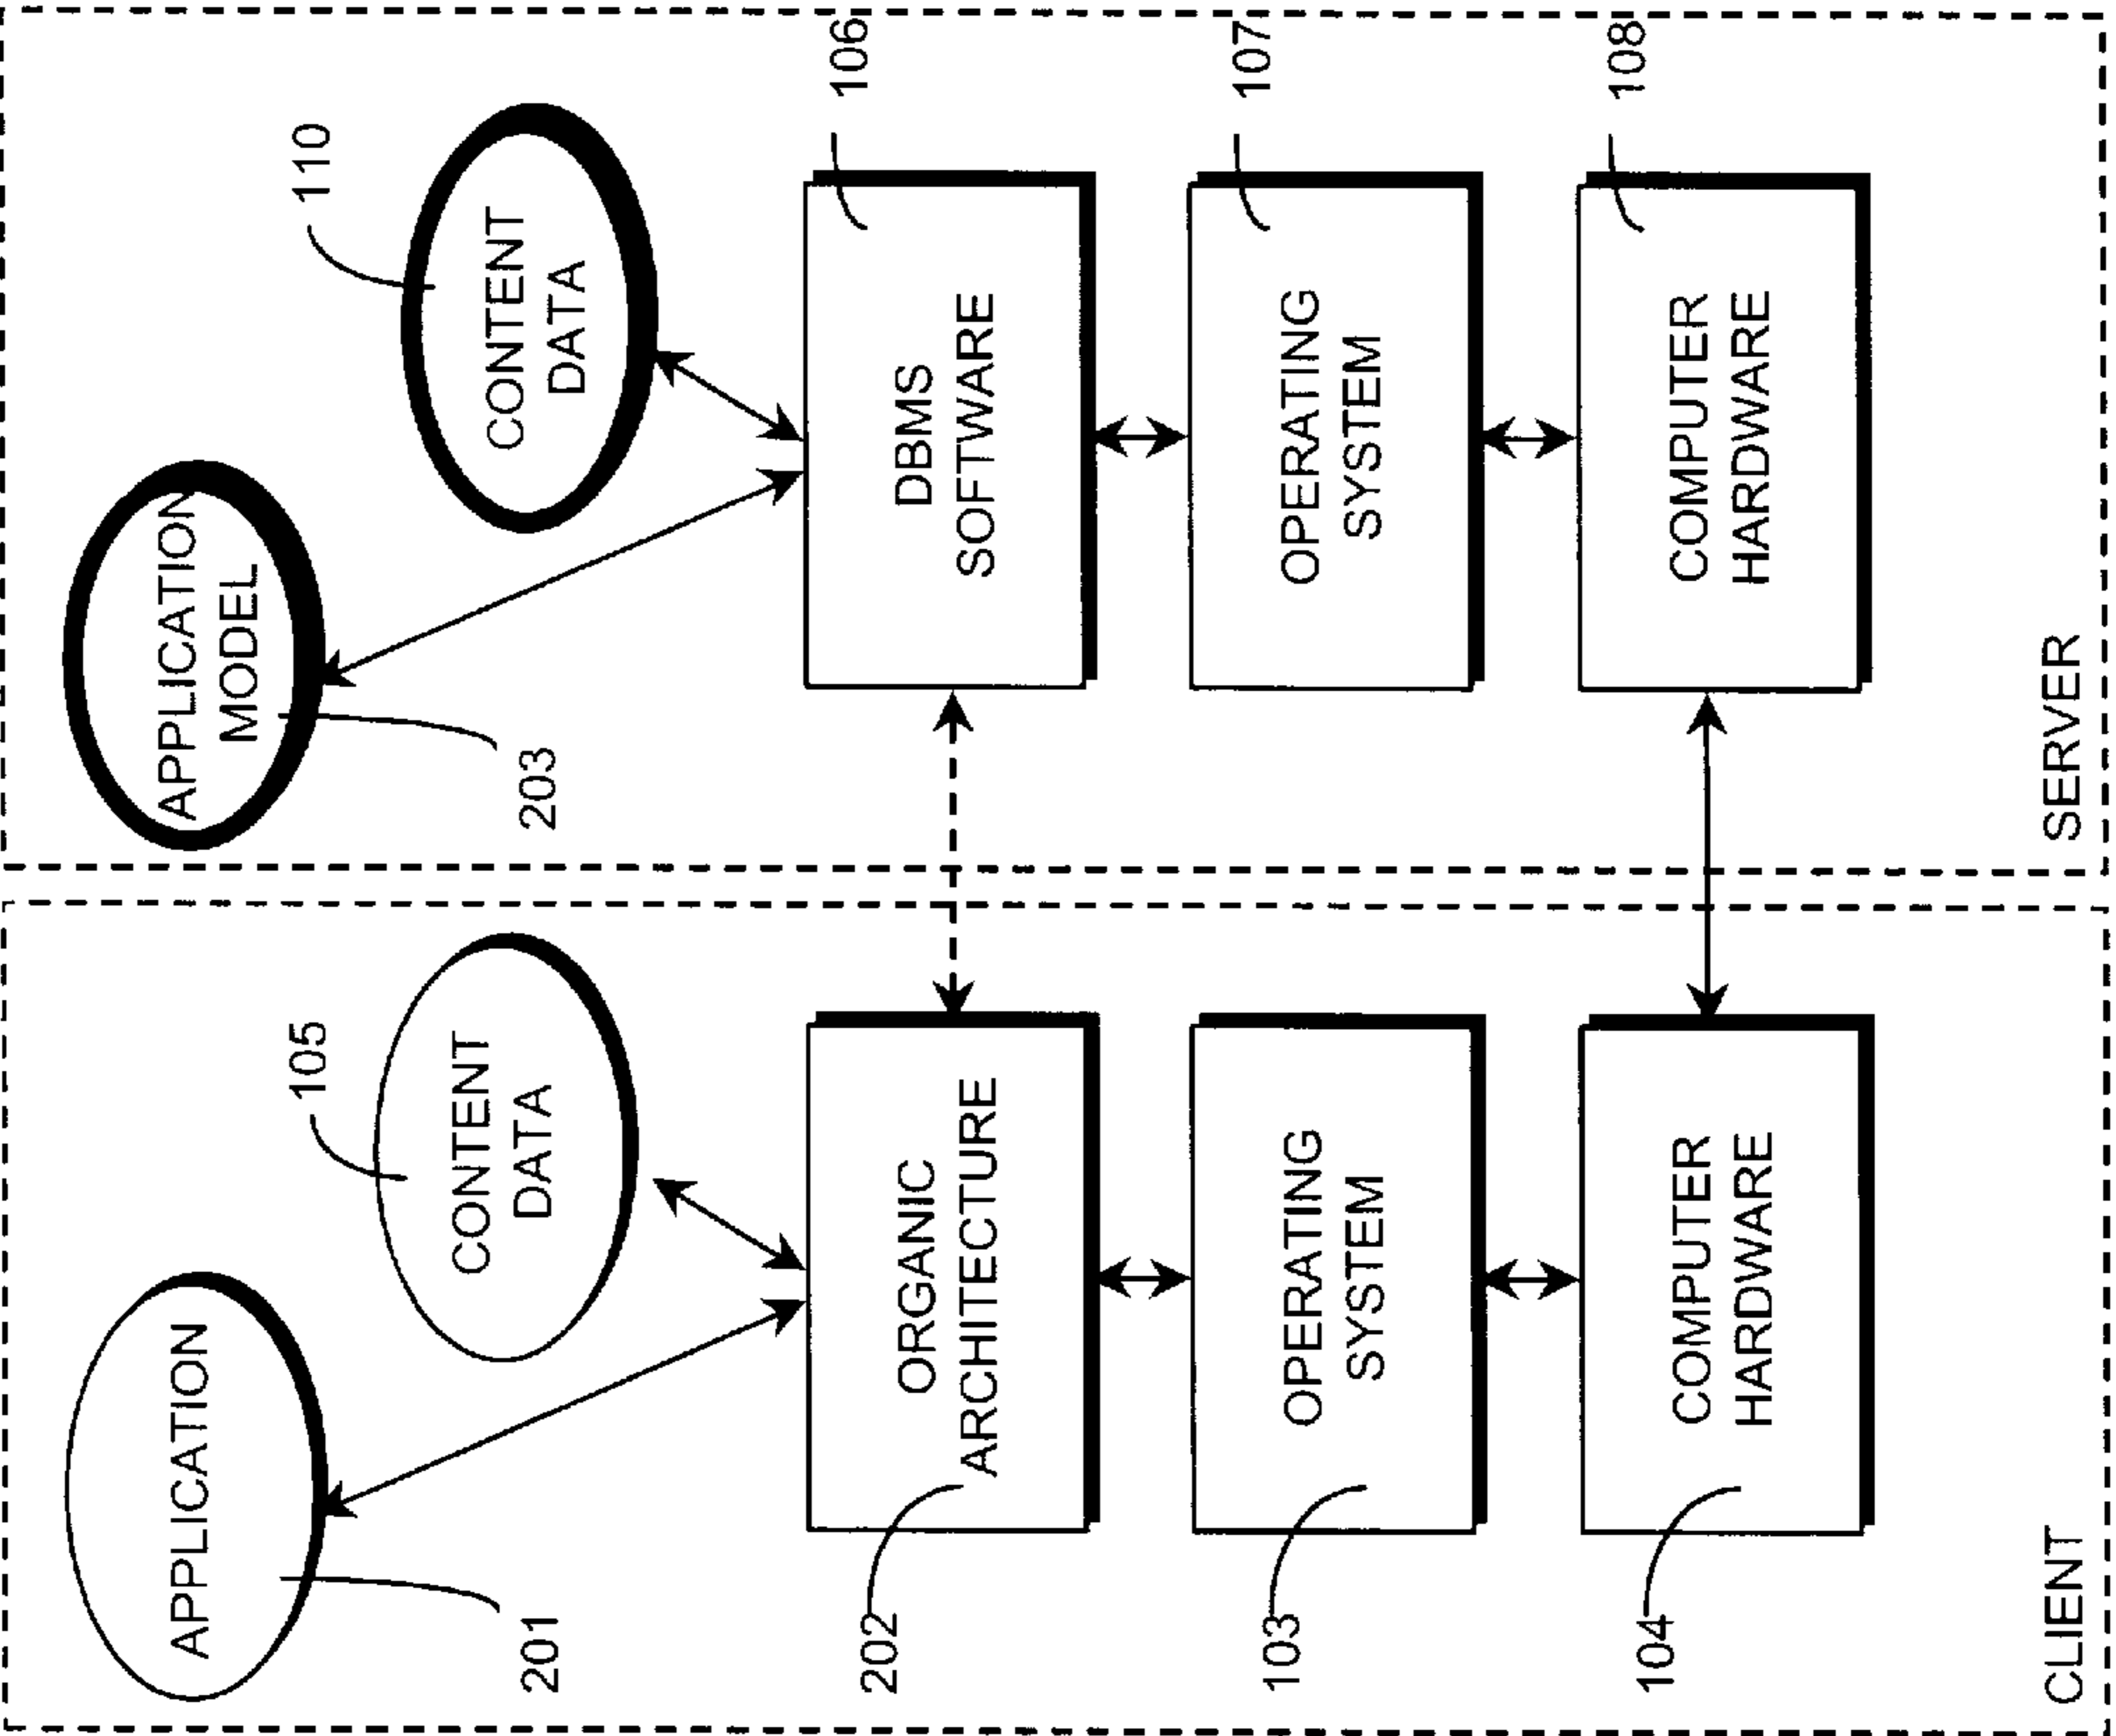 APPLICATION
201
CONTENT
DATA
105
ORGANIC
ARCHITECTURE
202
OPERATING
SYSTEM
103
COMPUTER
HARDWARE
104
CLIENT
APPLICATION
MODEL
203
CONTENT
DATA
110
DBMS
SOFTWARE
106
OPERATING
SYSTEM
107
COMPUTER
HARDWARE
108
SERVER